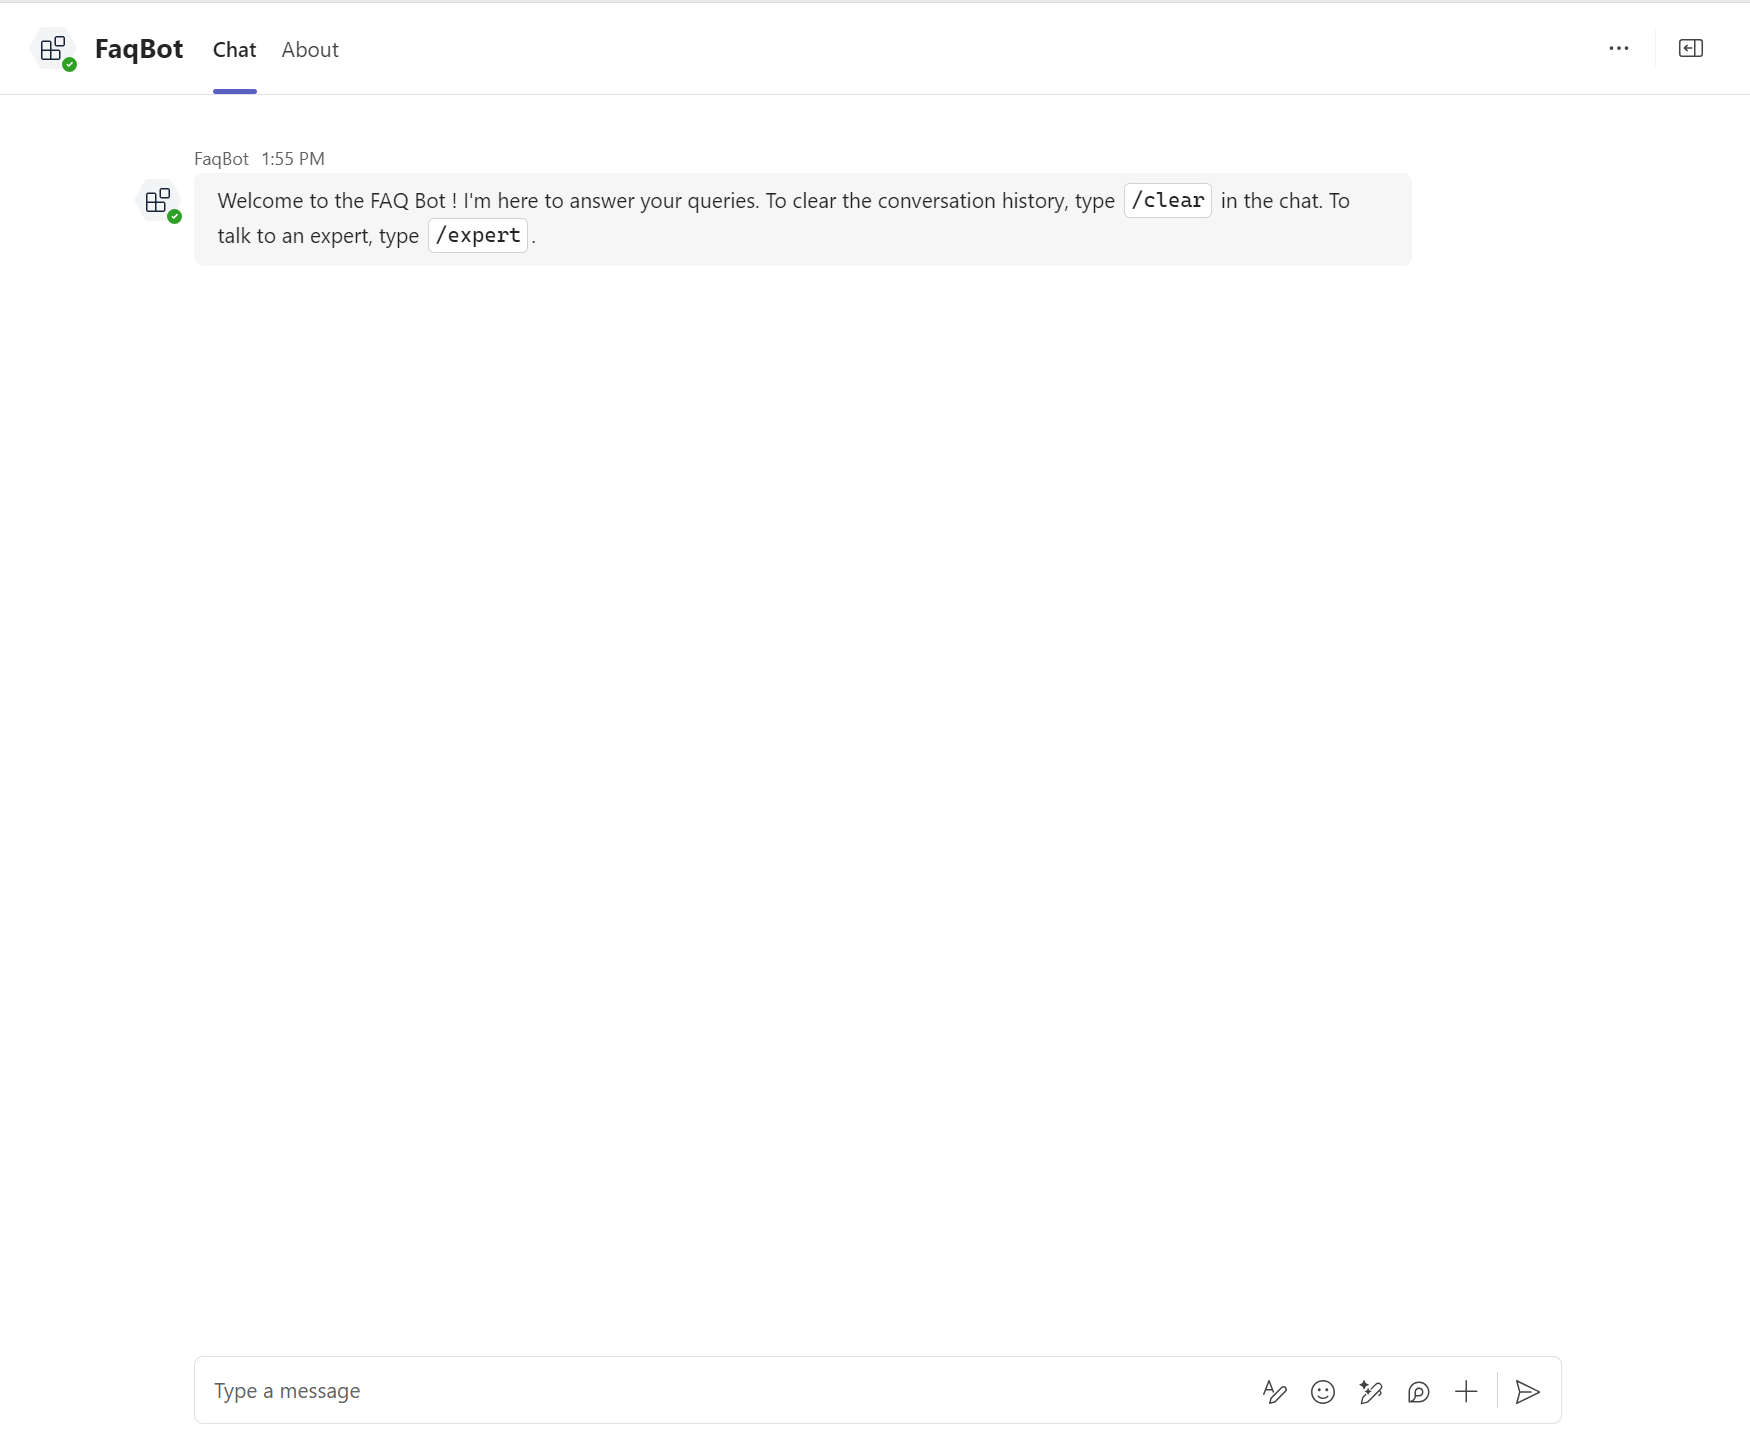 FaqBot Chat About
FaqBot 1:55 PM
Welcome to the FAQ Bot ! I'm here to answer your queries. To clear the conversation history, type /clear in the chat. To
talk to an expert, type /expert .
Type a message